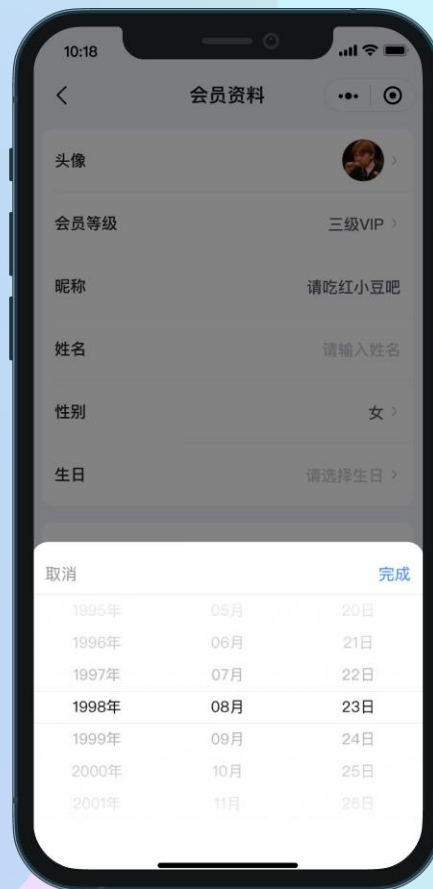 10:18
会员资料
头像
会员等级 三级VIP
昵称 请吃红小豆吧
姓名 请输入姓名
性别 女
生日 请选择生日
取消 完成
1995年 05月 20日
1996年 06月 21日
1997年 07月 22日
1998年 08月 23日
1999年 09月 24日
2000年 10月 25日
2001年 11月 26日